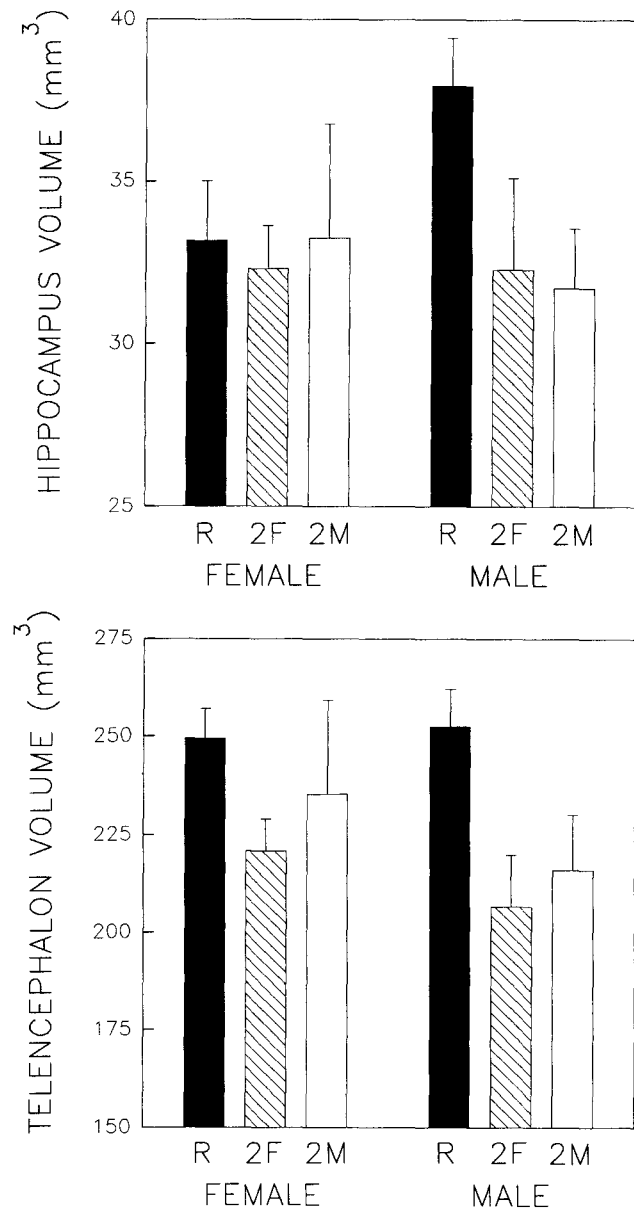 HIPPOCAMPUS VOLUME (mm³)
40
35
30
25
R 2F 2M R 2F 2M
FEMALE MALE
TELENCEPHALON VOLUME (mm³)
275
250
225
200
175
150
R 2F 2M R 2F 2M
FEMALE MALE